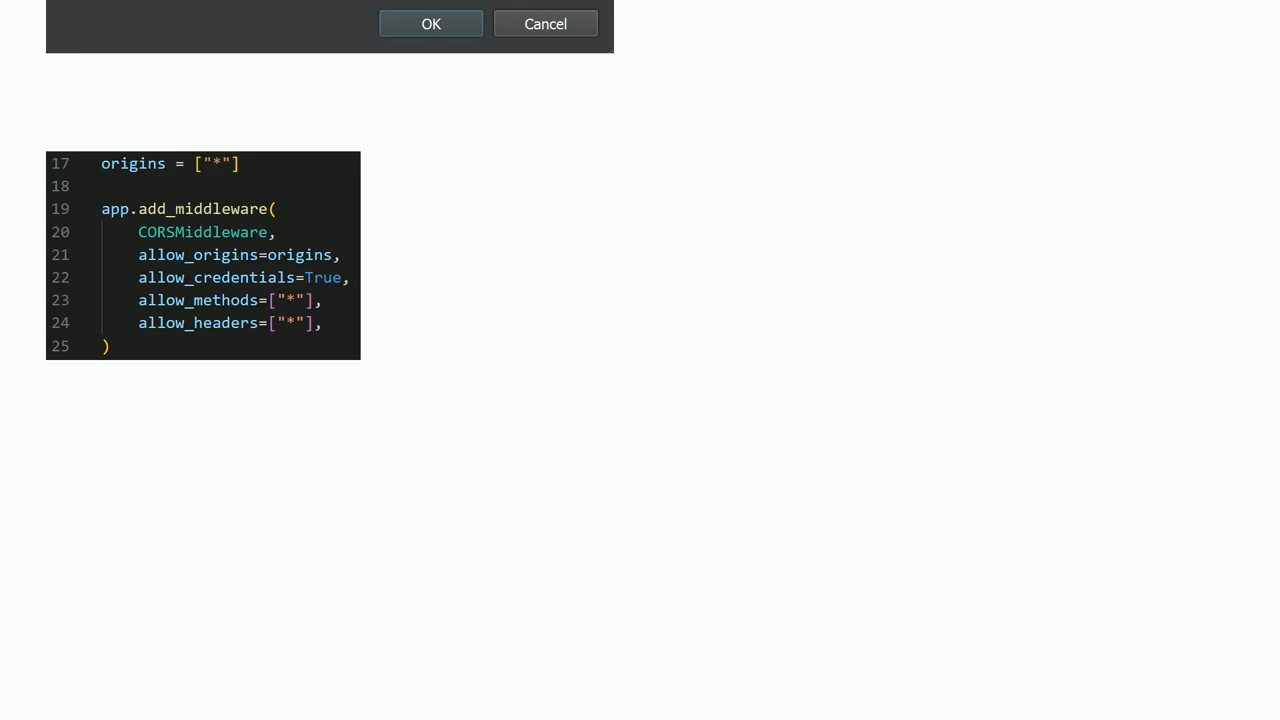 OK Cancel
17 origins = ["*"]
18
19 app.add_middleware(
20     CORSMiddleware,
21     allow_origins=origins,
22     allow_credentials=True,
23     allow_methods=["*"],
24     allow_headers=["*"],
25 )